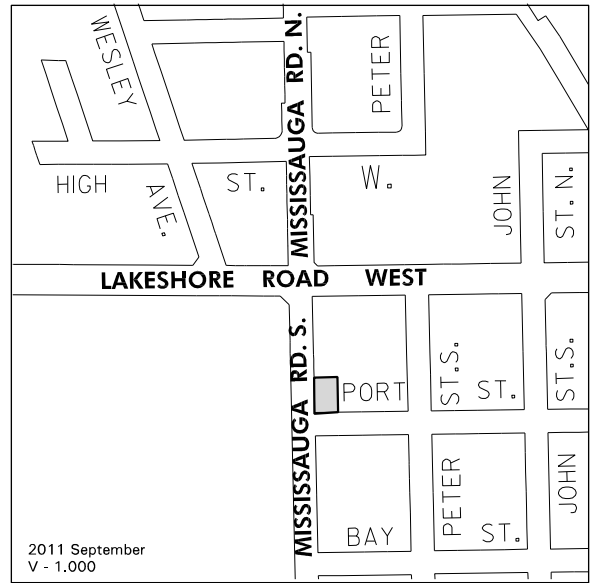 WESLEY
AVE.
MISSISSAUGA RD. N.
PETER
HIGH ST. W.
JOHN
ST. N.
LAKESHORE ROAD WEST
MISSISSAUGA RD. S.
PORT ST.
ST.S.
ST.S.
PETER
JOHN
BAY ST.
2011 September
V - 1.000